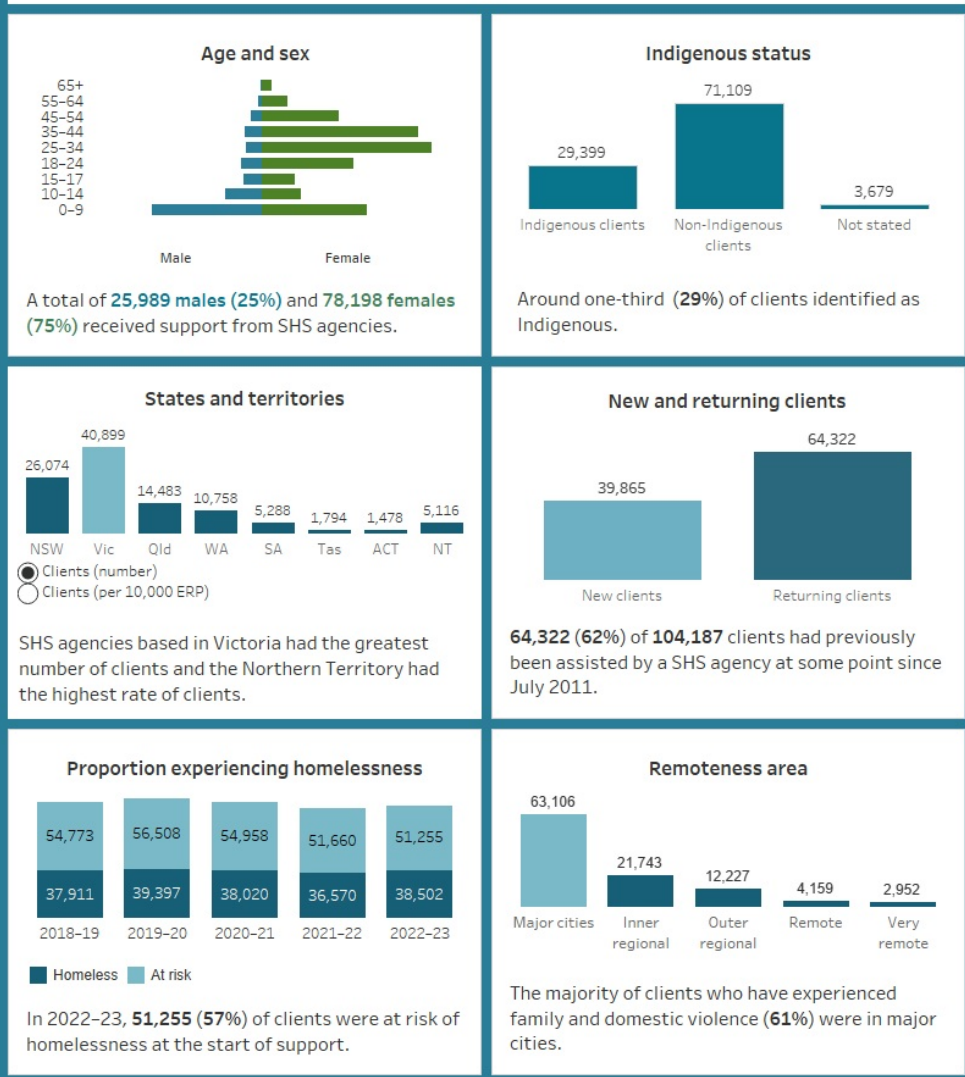 Age and sex
65+
55–64
45–54
35–44
25–34
18–24
15–17
10–14
0–9
Male Female
A total of 25,989 males (25%) and 78,198 females
(75%) received support from SHS agencies.
Indigenous status
71,109
29,399
3,679
Indigenous clients Non-Indigenous Not stated
clients
Around one-third (29%) of clients identified as
Indigenous.
States and territories
40,899
26,074
14,483
10,758
5,288
1,794
1,478
5,116
NSW Vic Qld WA SA Tas ACT NT
Clients (number)
Clients (per 10,000 ERP)
SHS agencies based in Victoria had the greatest
number of clients and the Northern Territory had
the highest rate of clients.
New and returning clients
64,322
39,865
New clients Returning clients
64,322 (62%) of 104,187 clients had previously
been assisted by a SHS agency at some point since
July 2011.
Proportion experiencing homelessness
54,773 56,508 54,958 51,660 51,255
37,911 39,397 38,020 36,570 38,502
2018–19 2019–20 2020–21 2021–22 2022–23
Homeless At risk
In 2022–23, 51,255 (57%) of clients were at risk of
homelessness at the start of support.
Remoteness area
63,106
21,743
12,227
4,159
2,952
Major cities Inner Outer Remote Very
regional regional remote
The majority of clients who have experienced
family and domestic violence (61%) were in major
cities.